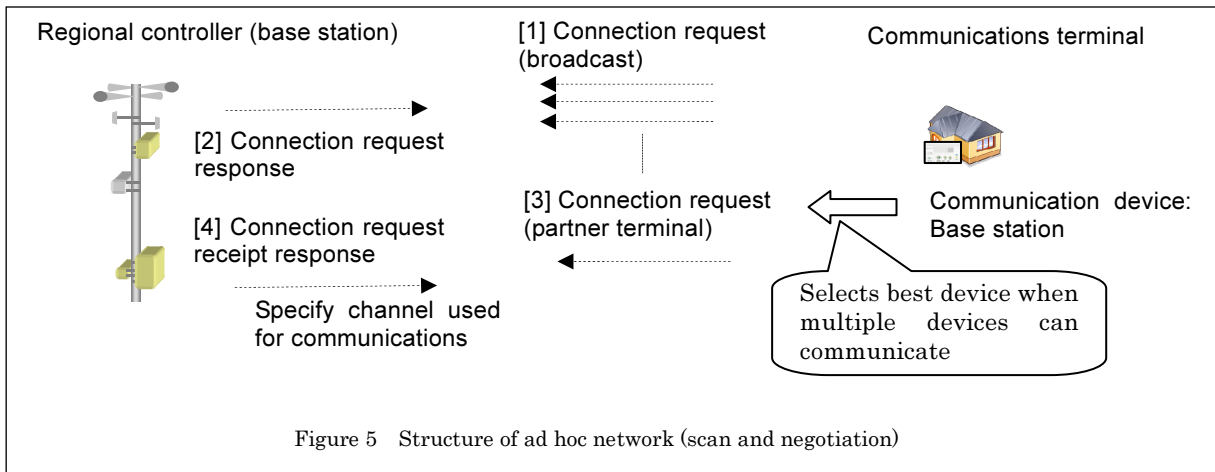 Regional controller (base station)
[1] Connection request
(broadcast)
Communications terminal
[2] Connection request
response
[3] Connection request
(partner terminal)
Communication device:
Base station
[4] Connection request
receipt response
Specify channel used
for communications
Selects best device when
multiple devices can
communicate
Figure 5 Structure of ad hoc network (scan and negotiation)